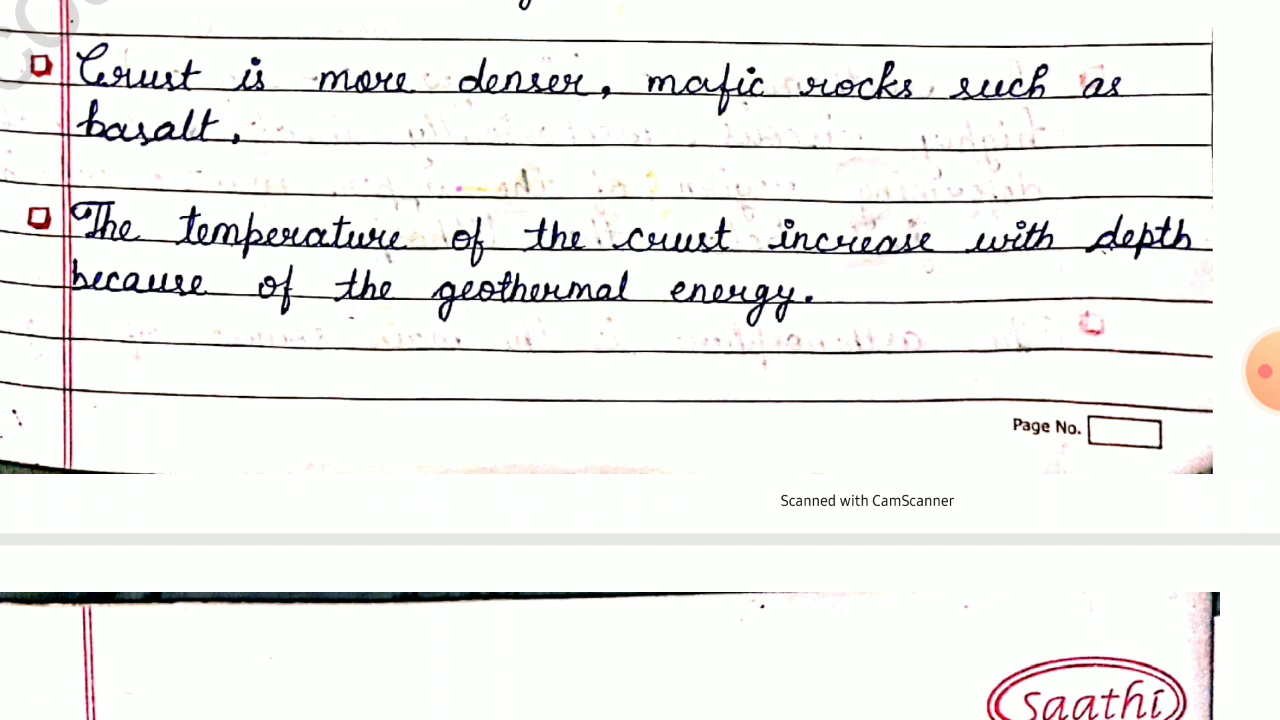 Crust is more denser, mafic rocks such as
basalt,
The temperature of the crust increase with depth
because of the geothermal energy.
Page No.
Scanned with CamScanner
Saathi